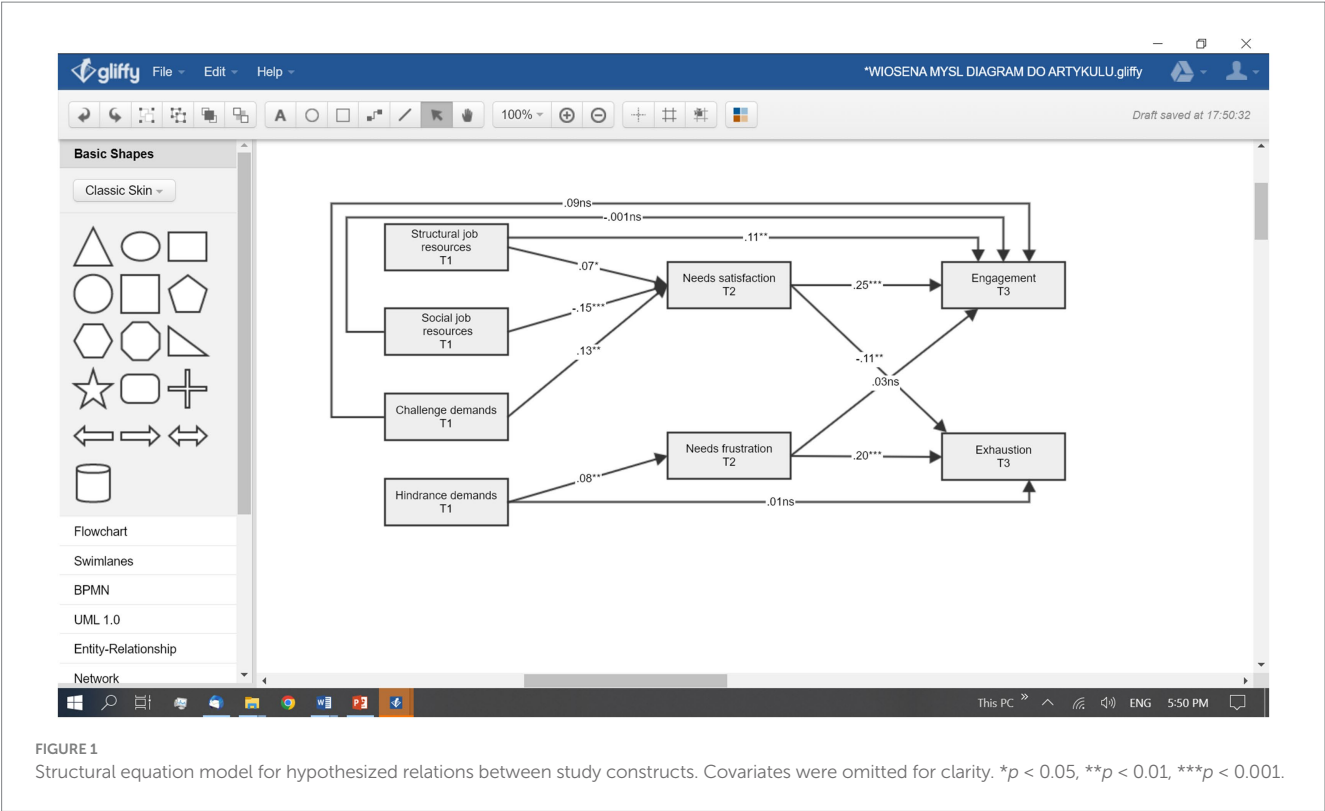 gliffy File Edit Help *WIOSENA MYSL DIAGRAM DO ARTYKULU.gliffy
A 100% Draft saved at 17:50:32
Basic Shapes
Classic Skin
Flowchart
Swimlanes
BPMN
UML 1.0
Entity-Relationship
Network
.09ns
-.001ns
Structural job
resources
T1
.11**
.07*
Needs satisfaction
T2
.25***
Engagement
T3
Social job
resources
T1
-.15***
.13**
-.11**
.03ns
Challenge demands
T1
Needs frustration
T2
.20***
Exhaustion
T3
Hindrance demands
T1
.08**
.01ns
This PC » ENG 5:50 PM
FIGURE 1
Structural equation model for hypothesized relations between study constructs. Covariates were omitted for clarity. *p < 0.05, **p < 0.01, ***p < 0.001.